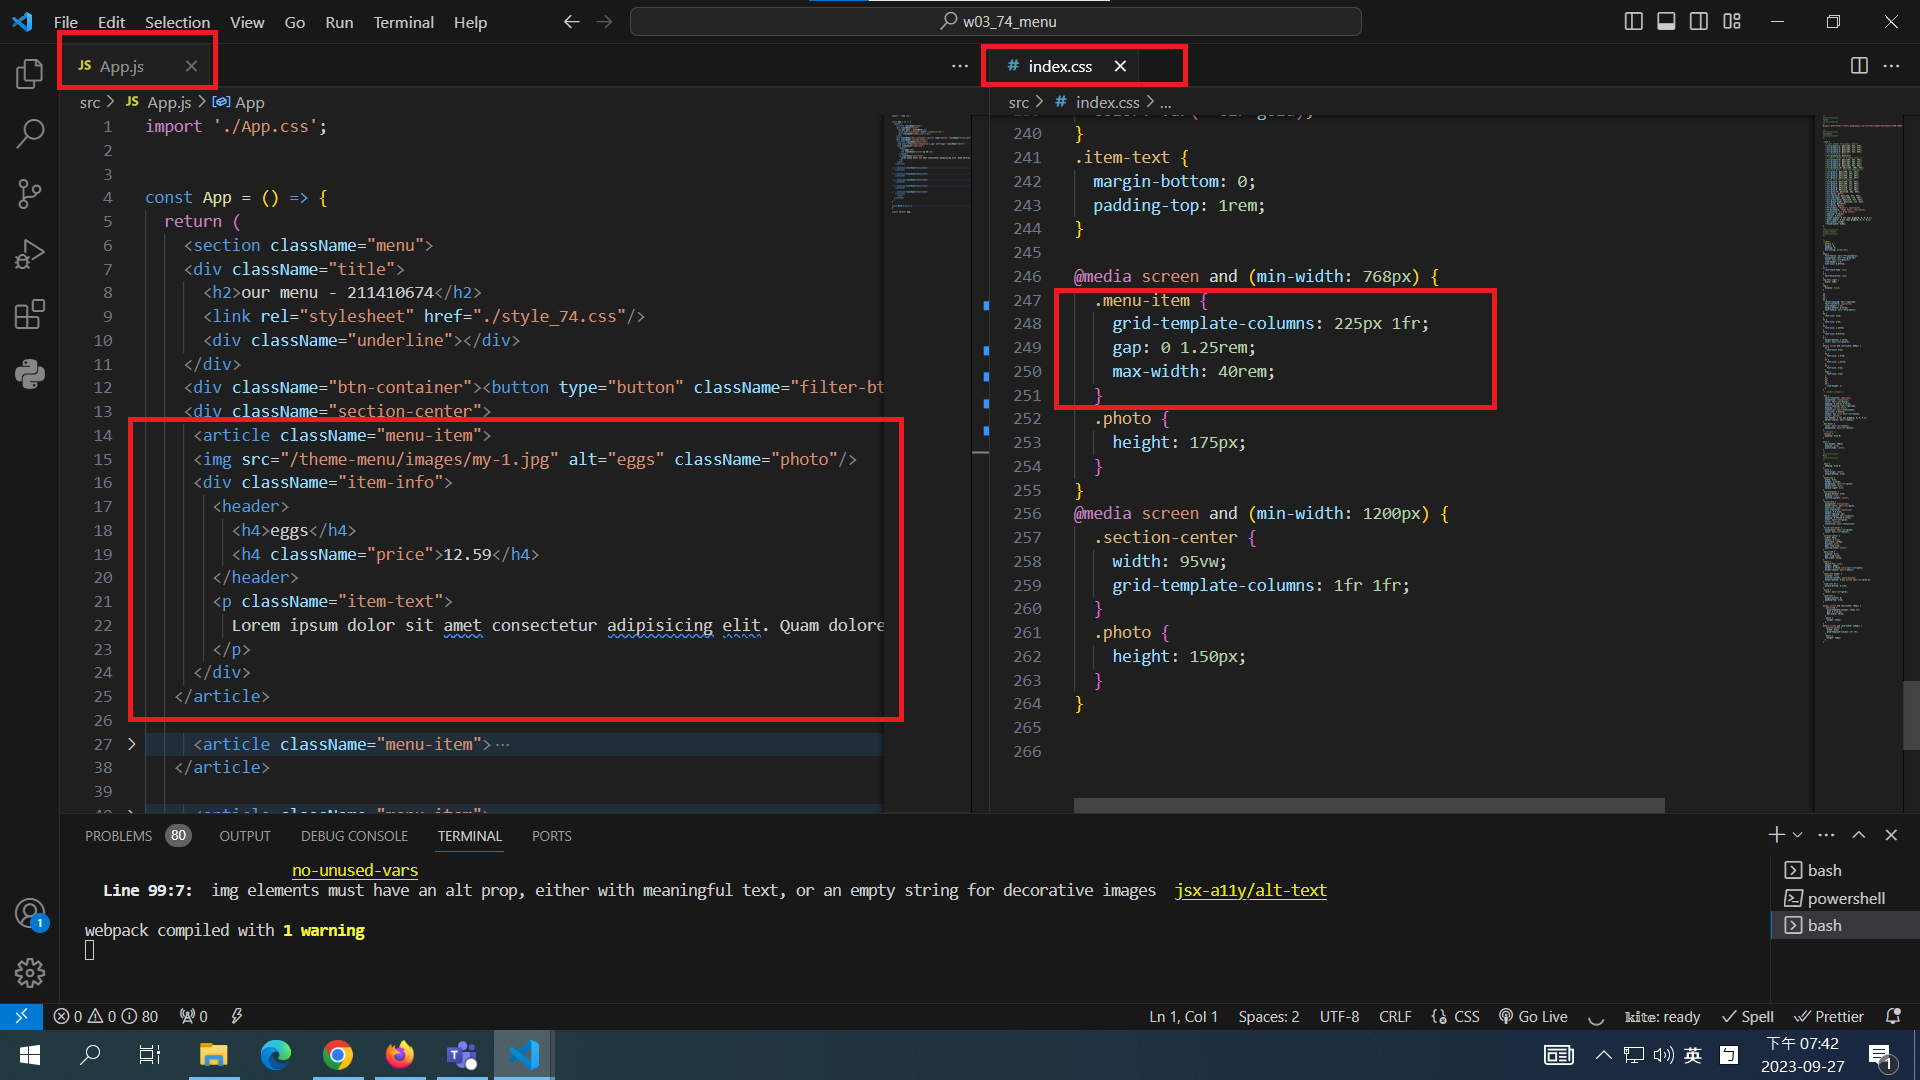 File Edit Selection View Go Run Terminal Help
w03_74_menu
JS App.js
src > JS App.js > App
1 import './App.css';
2
3
4 const App = () => {
5 return (
6 <section className="menu">
7 <div className="title">
8 <h2>our menu - 211410674</h2>
9 <link rel="stylesheet" href="./style_74.css"/>
10 <div className="underline"></div>
11 </div>
12 <div className="btn-container"><button type="button" className="filter-bt
13 <div className="section-center">
14 <article className="menu-item">
15 <img src="/theme-menu/images/my-1.jpg" alt="eggs" className="photo"/>
16 <div className="item-info">
17 <header>
18 <h4>eggs</h4>
19 <h4 className="price">12.59</h4>
20 </header>
21 <p className="item-text">
22 Lorem ipsum dolor sit amet consectetur adipisicing elit. Quam dolore
23 </p>
24 </div>
25 </article>
26
27 <article className="menu-item">…
38 </article>
39
# index.css
src > # index.css > ...
240 }
241 .item-text {
242 margin-bottom: 0;
243 padding-top: 1rem;
244 }
245
246 @media screen and (min-width: 768px) {
247 .menu-item {
248 grid-template-columns: 225px 1fr;
249 gap: 0 1.25rem;
250 max-width: 40rem;
251 }
252 .photo {
253 height: 175px;
254 }
255 }
256 @media screen and (min-width: 1200px) {
257 .section-center {
258 width: 95vw;
259 grid-template-columns: 1fr 1fr;
260 }
261 .photo {
262 height: 150px;
263 }
264 }
265
266
PROBLEMS 80 OUTPUT DEBUG CONSOLE TERMINAL PORTS
no-unused-vars
Line 99:7: img elements must have an alt prop, either with meaningful text, or an empty string for decorative images jsx-a11y/alt-text
webpack compiled with 1 warning
bash
powershell
bash
1
0 0 80 0
Ln 1, Col 1 Spaces: 2 UTF-8 CRLF CSS Go Live kite: ready Spell Prettier
英
下午 07:42
2023-09-27
1